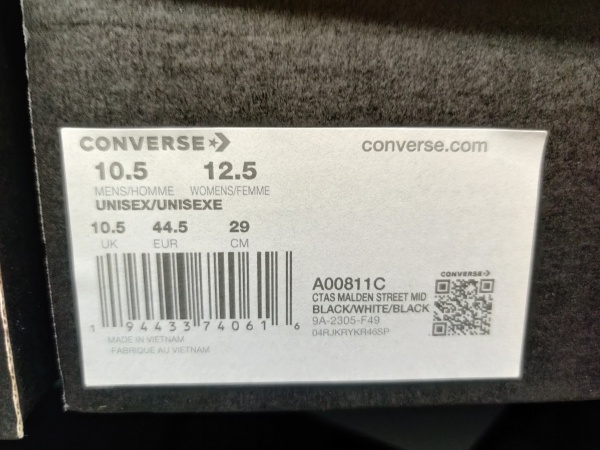 CONVERSE
converse.com
10.5 12.5
MENS/HOMME WOMENS/FEMME
UNISEX/UNISEXE
10.5 44.5 29
UK EUR CM
A00811C
CTAS MALDEN STREET MID
BLACK/WHITE/BLACK
9A-2305-F49
04RJKRYKR46SP
CONVERSE
1 94433 74061 6
MADE IN VIETNAM
FABRIQUE AU VIETNAM